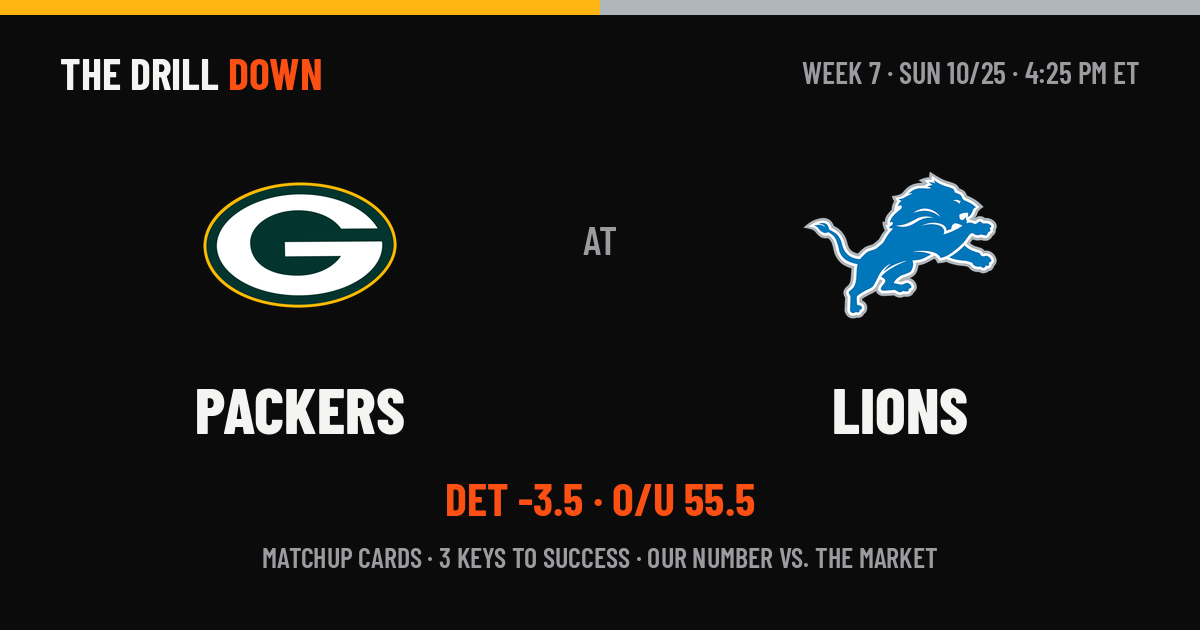 THE DRILL DOWN
WEEK 7 · SUN 10/25 · 4:25 PM ET
G
AT
PACKERS
LIONS
DET -3.5 · O/U 55.5
MATCHUP CARDS · 3 KEYS TO SUCCESS · OUR NUMBER VS. THE MARKET